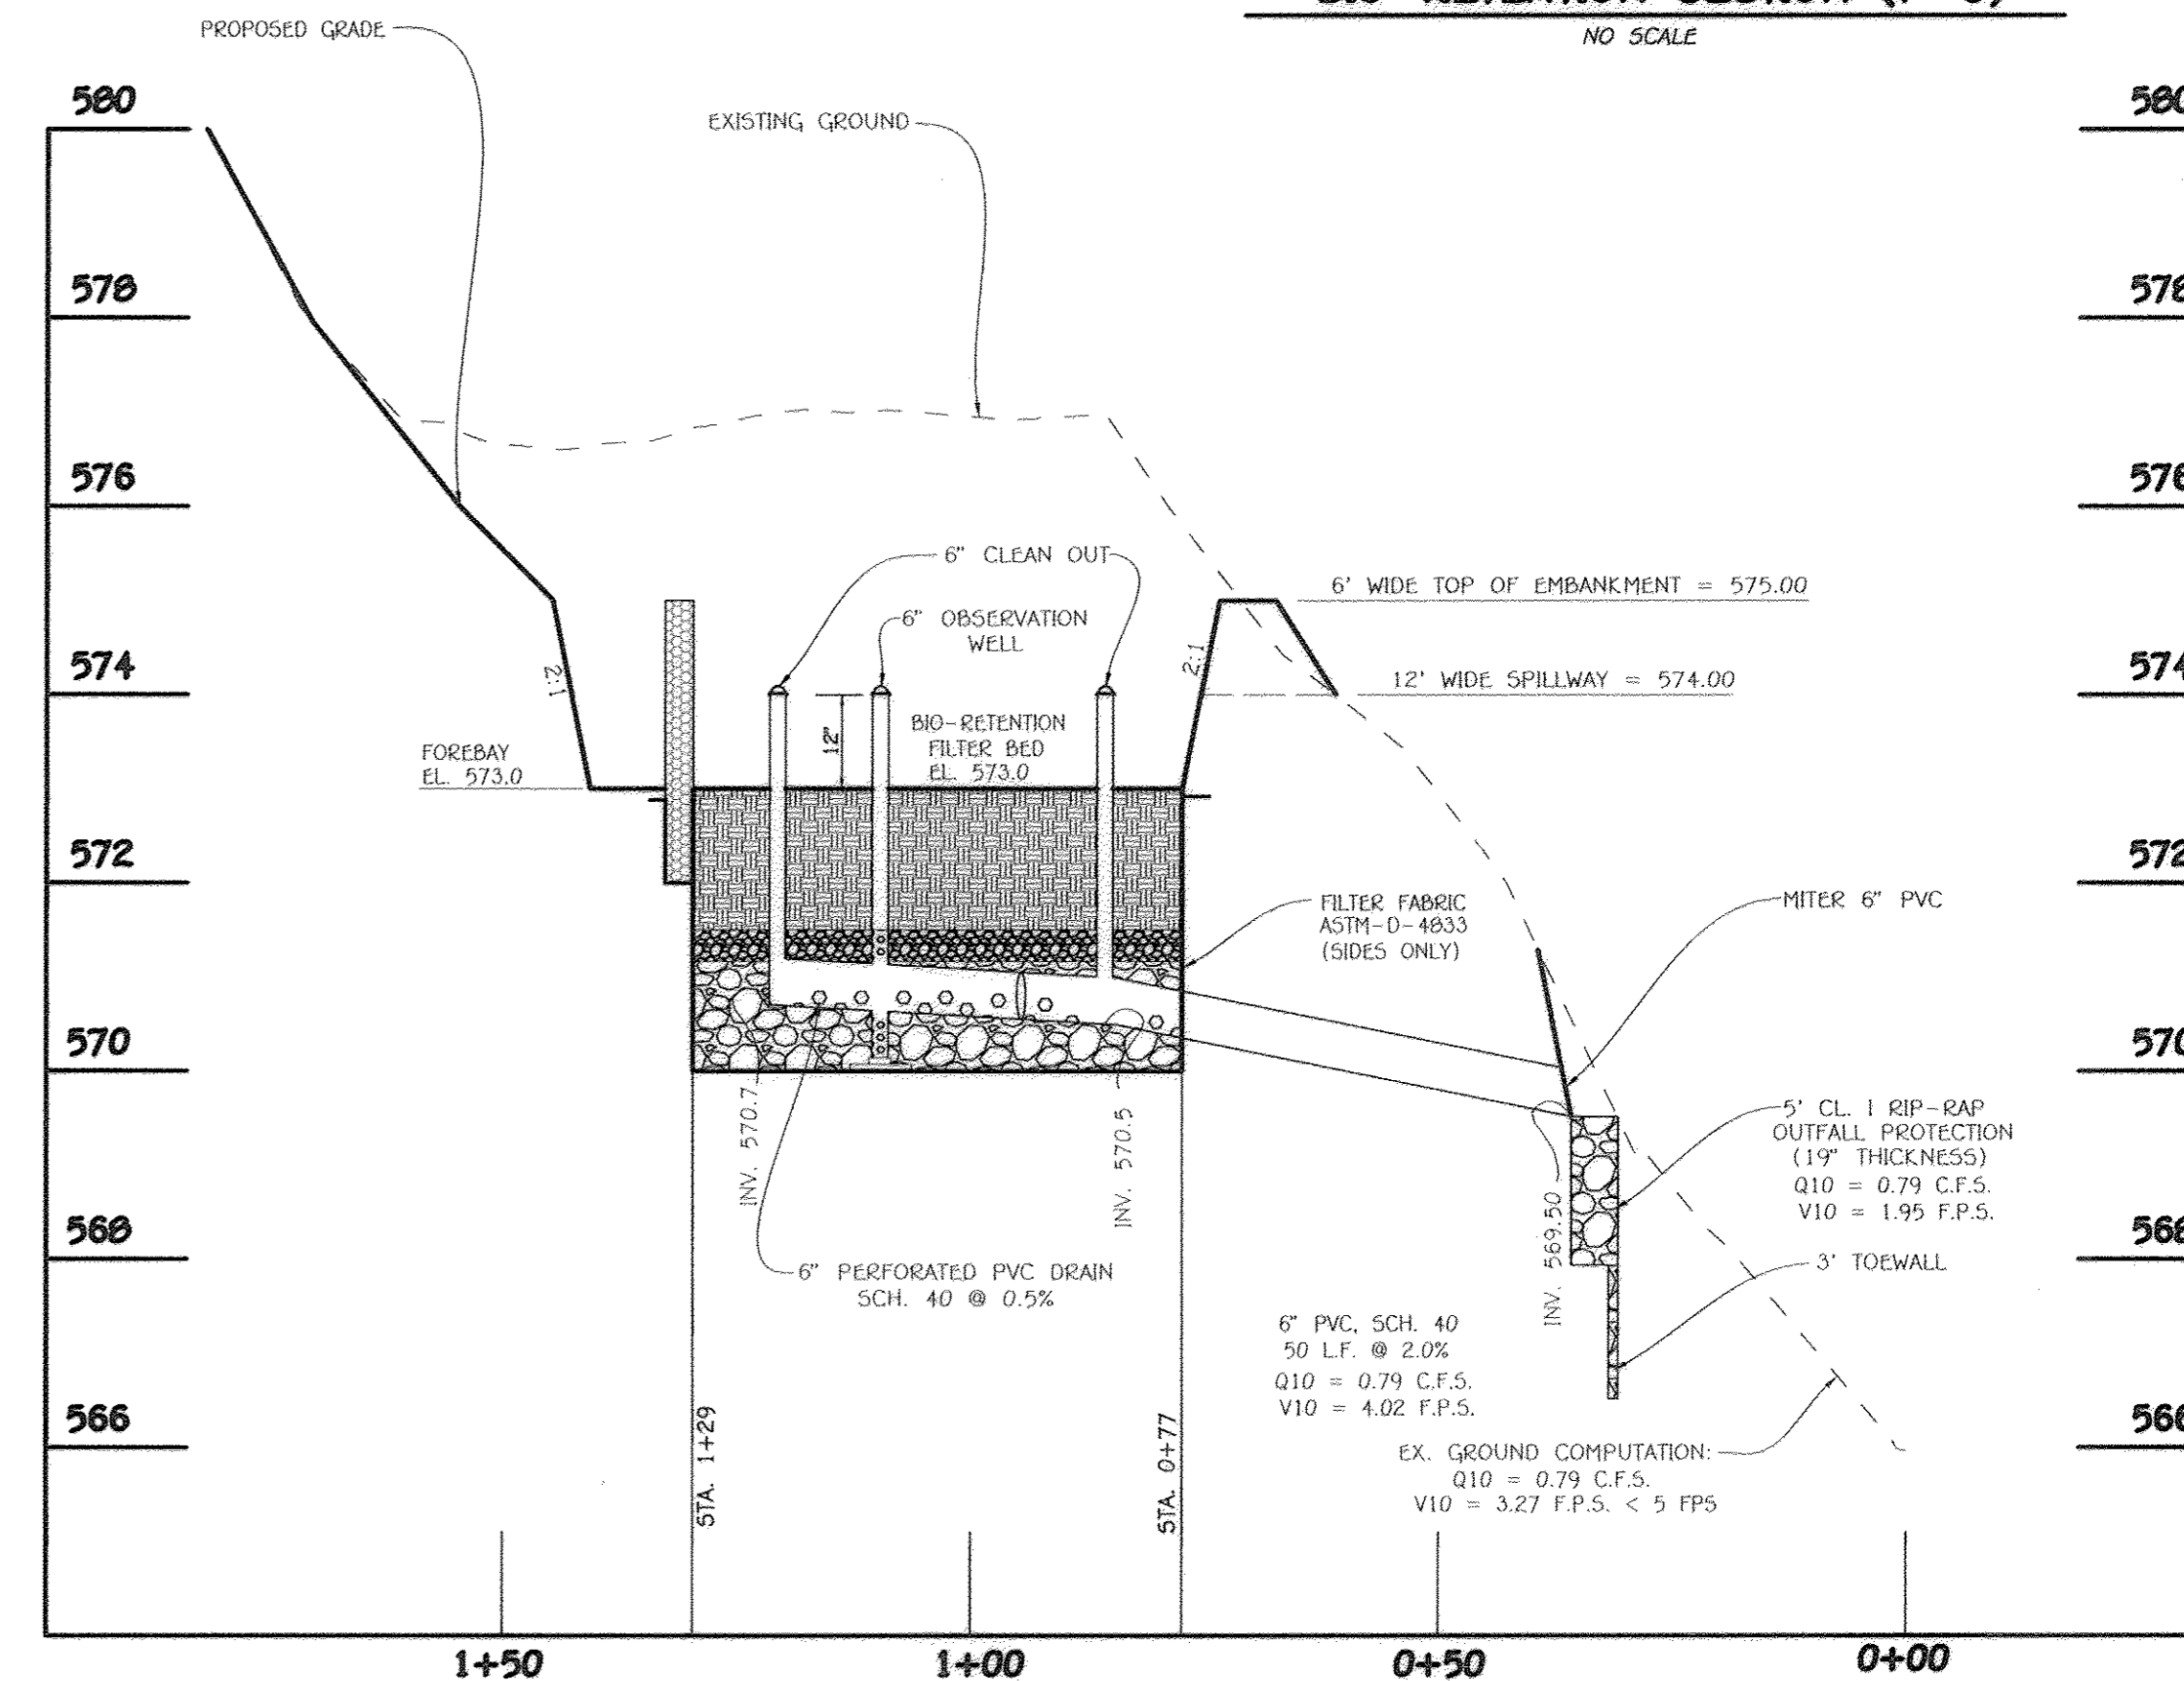 NO SCALE
PROPOSED GRADE
EXISTING GROUND
580
578
576
574
572
570
568
566
6" CLEAN OUT
6" OBSERVATION
WELL
6' WIDE TOP OF EMBANKMENT = 575.00
12' WIDE SPILLWAY = 574.00
2:1
2:1
12"
BIO-RETENTION
FILTER BED
EL. 573.0
FOREBAY
EL. 573.0
FILTER FABRIC
ASTM-D-4833
(SIDES ONLY)
MITER 6" PVC
INV. 570.7
INV. 570.5
INV. 569.50
5' CL. I RIP-RAP
OUTFALL PROTECTION
(19" THICKNESS)
Q10 = 0.79 C.F.S.
V10 = 1.95 F.P.S.
3' TOEWALL
6" PERFORATED PVC DRAIN
SCH. 40 @ 0.5%
6" PVC, SCH. 40
50 L.F. @ 2.0%
Q10 = 0.79 C.F.S.
V10 = 4.02 F.P.S.
EX. GROUND COMPUTATION:
Q10 = 0.79 C.F.S.
V10 = 3.27 F.P.S. < 5 FPS
STA. 1+29
STA. 0+77
1+50
1+00
0+50
0+00